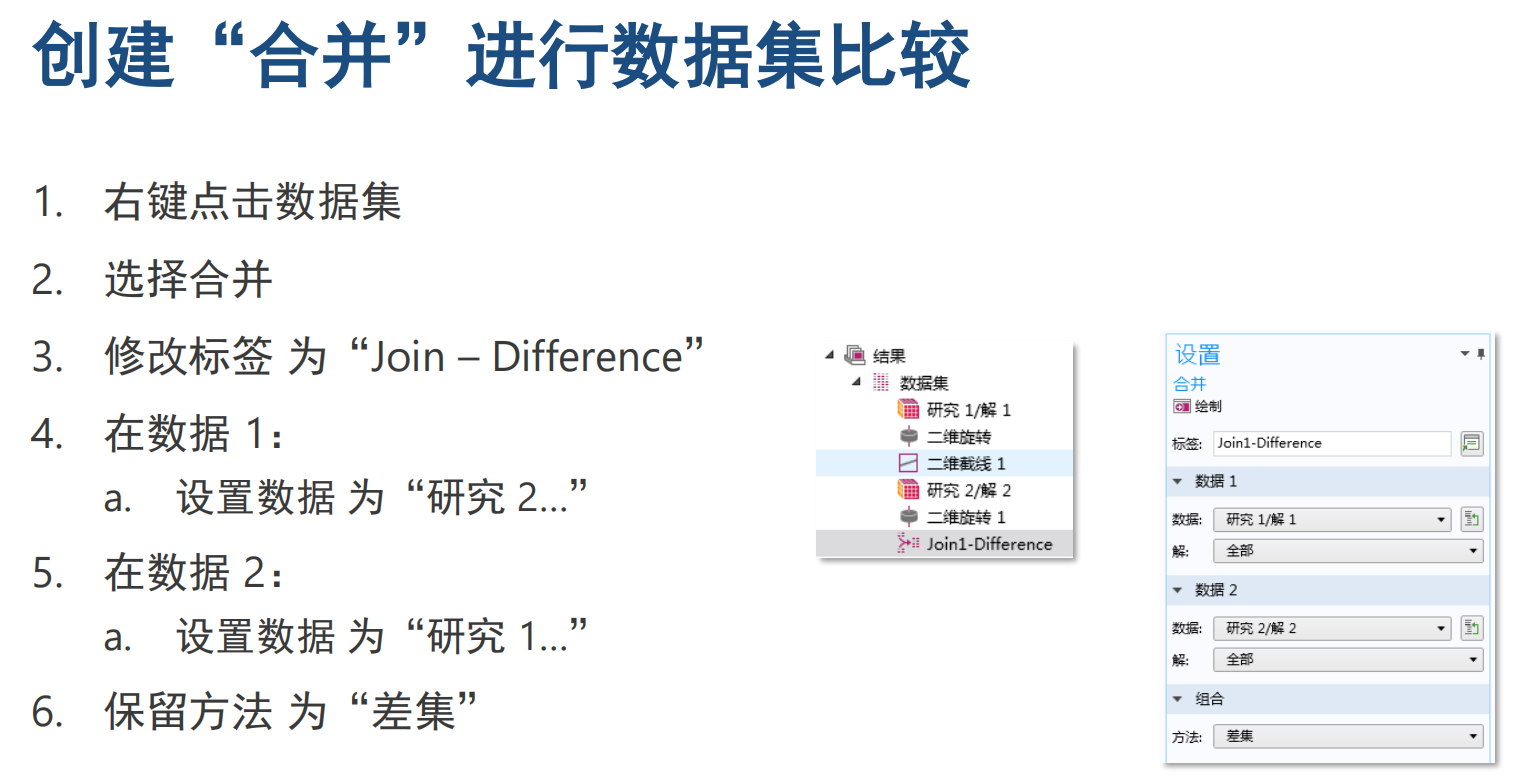 创建“合并”进行数据集比较
1. 右键点击数据集
2. 选择合并
3. 修改标签 为“Join – Difference”
4. 在数据 1：
a. 设置数据 为“研究 2...”
5. 在数据 2：
a. 设置数据 为“研究 1...”
6. 保留方法 为“差集”
结果
数据集
研究 1/解 1
二维旋转
二维截线 1
研究 2/解 2
二维旋转 1
Join1-Difference
设置
合并
绘制
标签: Join1-Difference
数据 1
数据: 研究 1/解 1
解: 全部
数据 2
数据: 研究 2/解 2
解: 全部
组合
方法: 差集